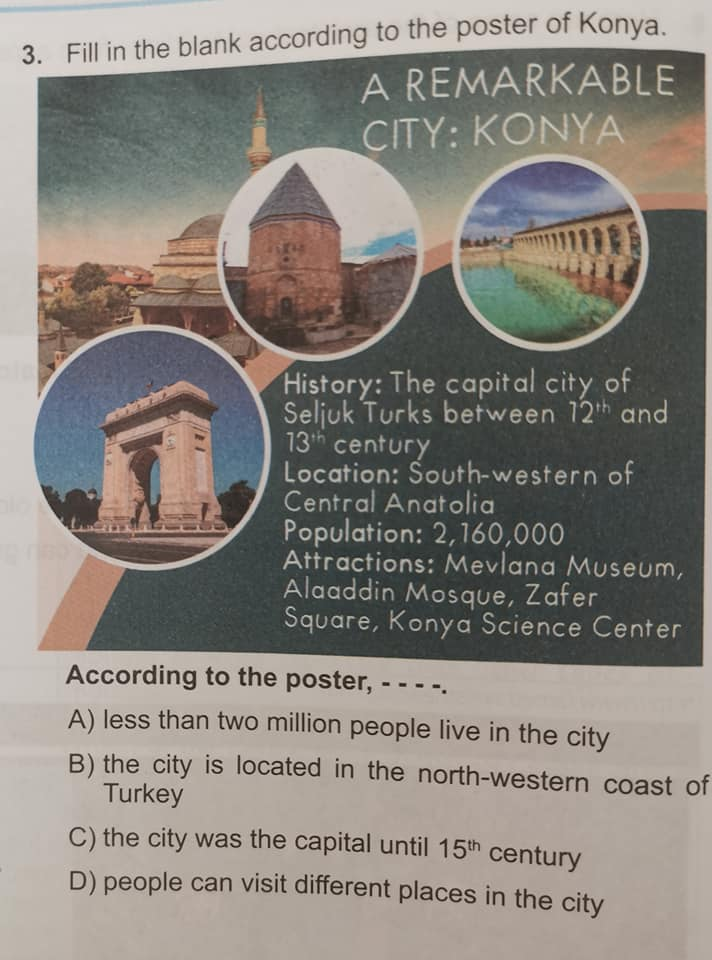 3. Fill in the blank according to the poster of Konya.
A REMARKABLE
CITY: KONYA
History: The capital city of
Seljuk Turks between 12th and
13th century
Location: South-western of
Central Anatolia
Population: 2,160,000
Attractions: Mevlana Museum,
Alaaddin Mosque, Zafer
Square, Konya Science Center
According to the poster, - - - -.
A) less than two million people live in the city
B) the city is located in the north-western coast of
Turkey
C) the city was the capital until 15th century
D) people can visit different places in the city